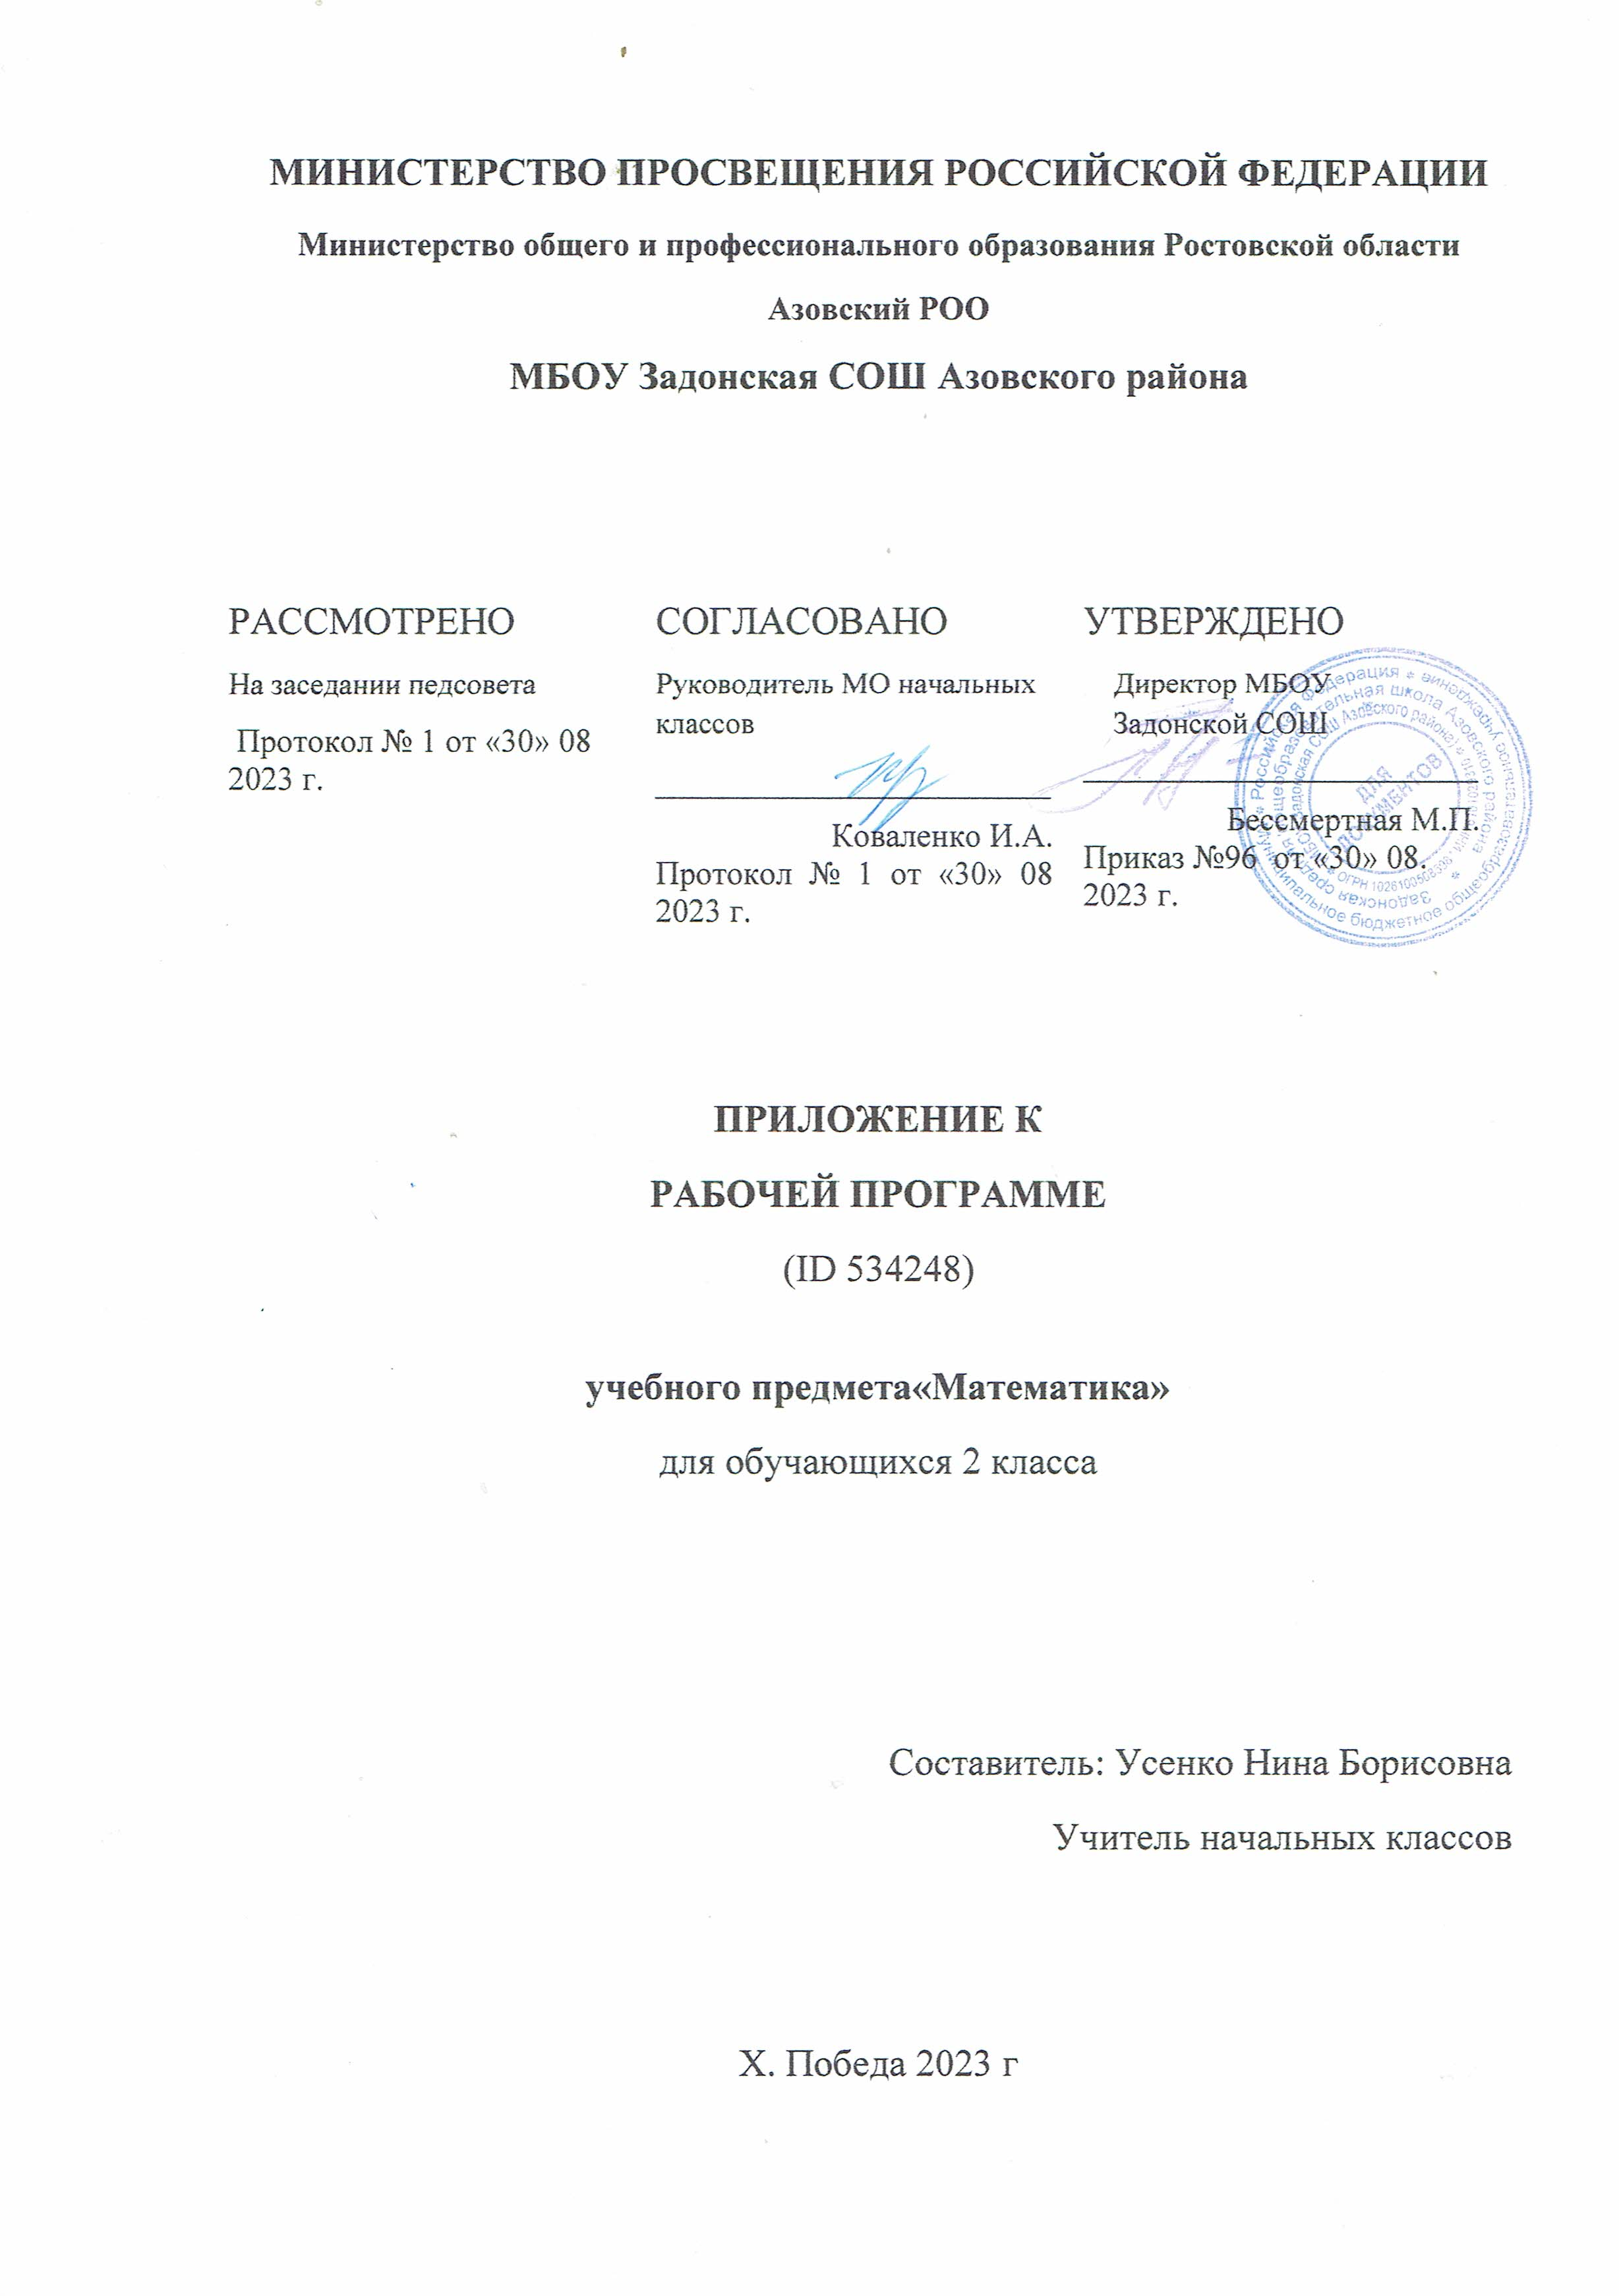 МИНИСТЕРСТВО ПРОСВЕЩЕНИЯ РОССИЙСКОЙ ФЕДЕРАЦИИ
Министерство общего и профессионального образования Ростовской области
Азовский РОО
МБОУ Задонская СОШ Азовского района
РАССМОТРЕНО
На заседании педсовета
Протокол № 1 от «30» 08
2023 г.
СОГЛАСОВАНО
Руководитель МО начальных
классов
Коваленко И.А.
Протокол № 1 от «30» 08
2023 г.
УТВЕРЖДЕНО
Директор МБОУ
Задонской СОШ
Бессмертная М.П.
Приказ №96 от «30» 08.
2023 г.
ДЛЯ
ДОКУМЕНТОВ
ПРИЛОЖЕНИЕ К
РАБОЧЕЙ ПРОГРАММЕ
(ID 534248)
учебного предмета«Математика»
для обучающихся 2 класса
Составитель: Усенко Нина Борисовна
Учитель начальных классов
Х. Победа 2023 г